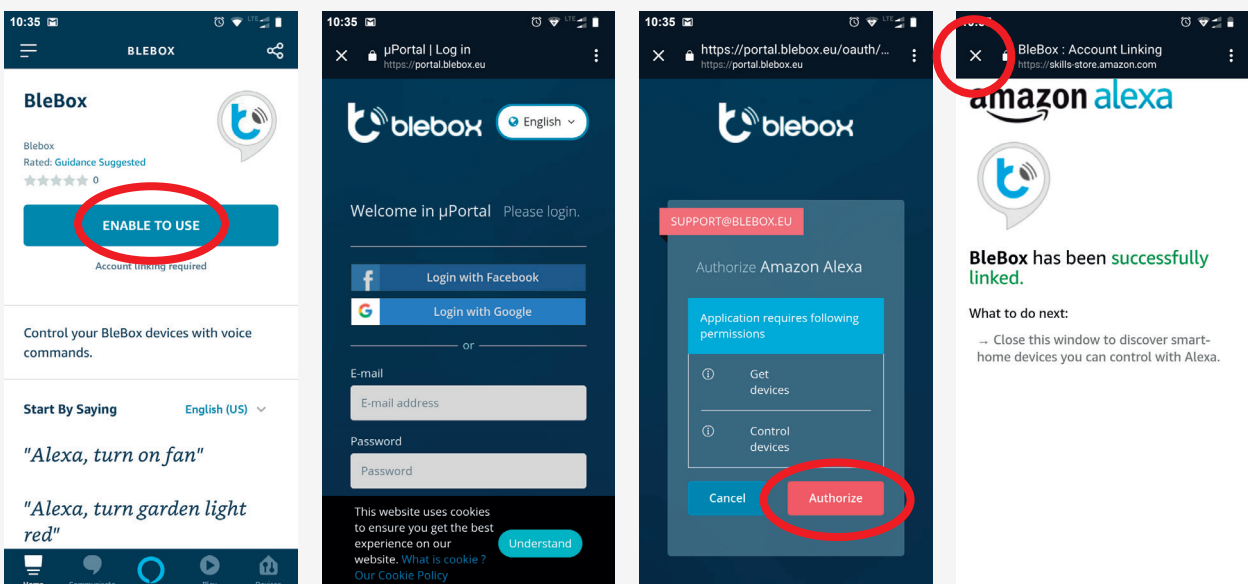 10:35
LTE
BLEBOX
BleBox
Blebox
Rated: Guidance Suggested
0
ENABLE TO USE
Account linking required
Control your BleBox devices with voice
commands.
Start By Saying English (US)
"Alexa, turn on fan"
"Alexa, turn garden light
red"
10:35
LTE
µPortal | Log in
https://portal.blebox.eu
blebox
English
Welcome in µPortal Please login.
Login with Facebook
Login with Google
or
E-mail
E-mail address
Password
Password
This website uses cookies
to ensure you get the best
experience on our
website. What is cookie ?
Our Cookie Policy
Understand
10:35
LTE
https://portal.blebox.eu/oauth/...
https://portal.blebox.eu
blebox
SUPPORT@BLEBOX.EU
Authorize Amazon Alexa
Application requires following
permissions
Get
devices
Control
devices
Cancel Authorize
BleBox : Account Linking
https://skills-store.amazon.com
amazon alexa
BleBox has been successfully
linked.
What to do next:
→ Close this window to discover smart-
home devices you can control with Alexa.